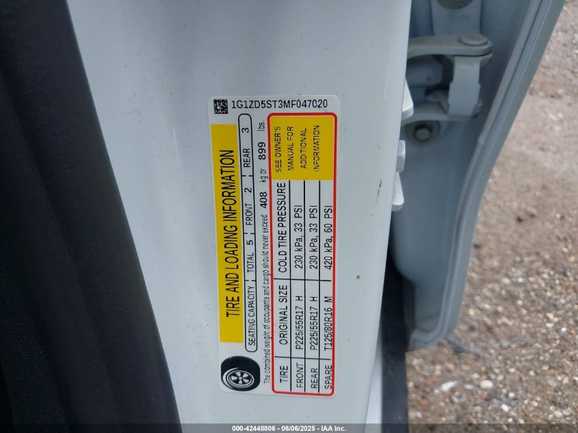 1G1ZD5ST3MF047020
TIRE AND LOADING INFORMATION
SEATING CAPACITY TOTAL 5 FRONT 2 REAR 3
The combined weight of occupants and cargo should never exceed 408 kg or 899 lbs.
TIRE ORIGINAL SIZE COLD TIRE PRESSURE
FRONT P225/55R17 H 230 kPa, 33 PSI
REAR P225/55R17 H 230 kPa, 33 PSI
SPARE T125/80R16 M 420 kPa, 60 PSI
SEE OWNER'S
MANUAL FOR
ADDITIONAL
INFORMATION
000-42448808 - 06/06/2025 - IAA Inc.